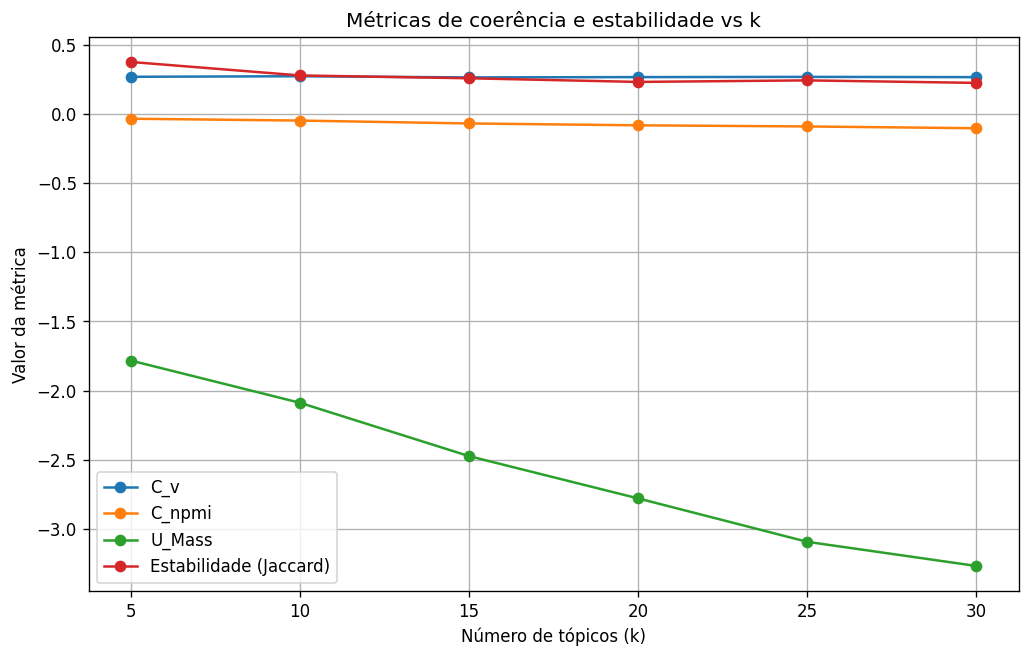 Métricas de coerência e estabilidade vs k
0.5
0.0
−0.5
−1.0
−1.5
−2.0
−2.5
−3.0
Valor da métrica
C_v
C_npmi
U_Mass
Estabilidade (Jaccard)
5 10 15 20 25 30
Número de tópicos (k)